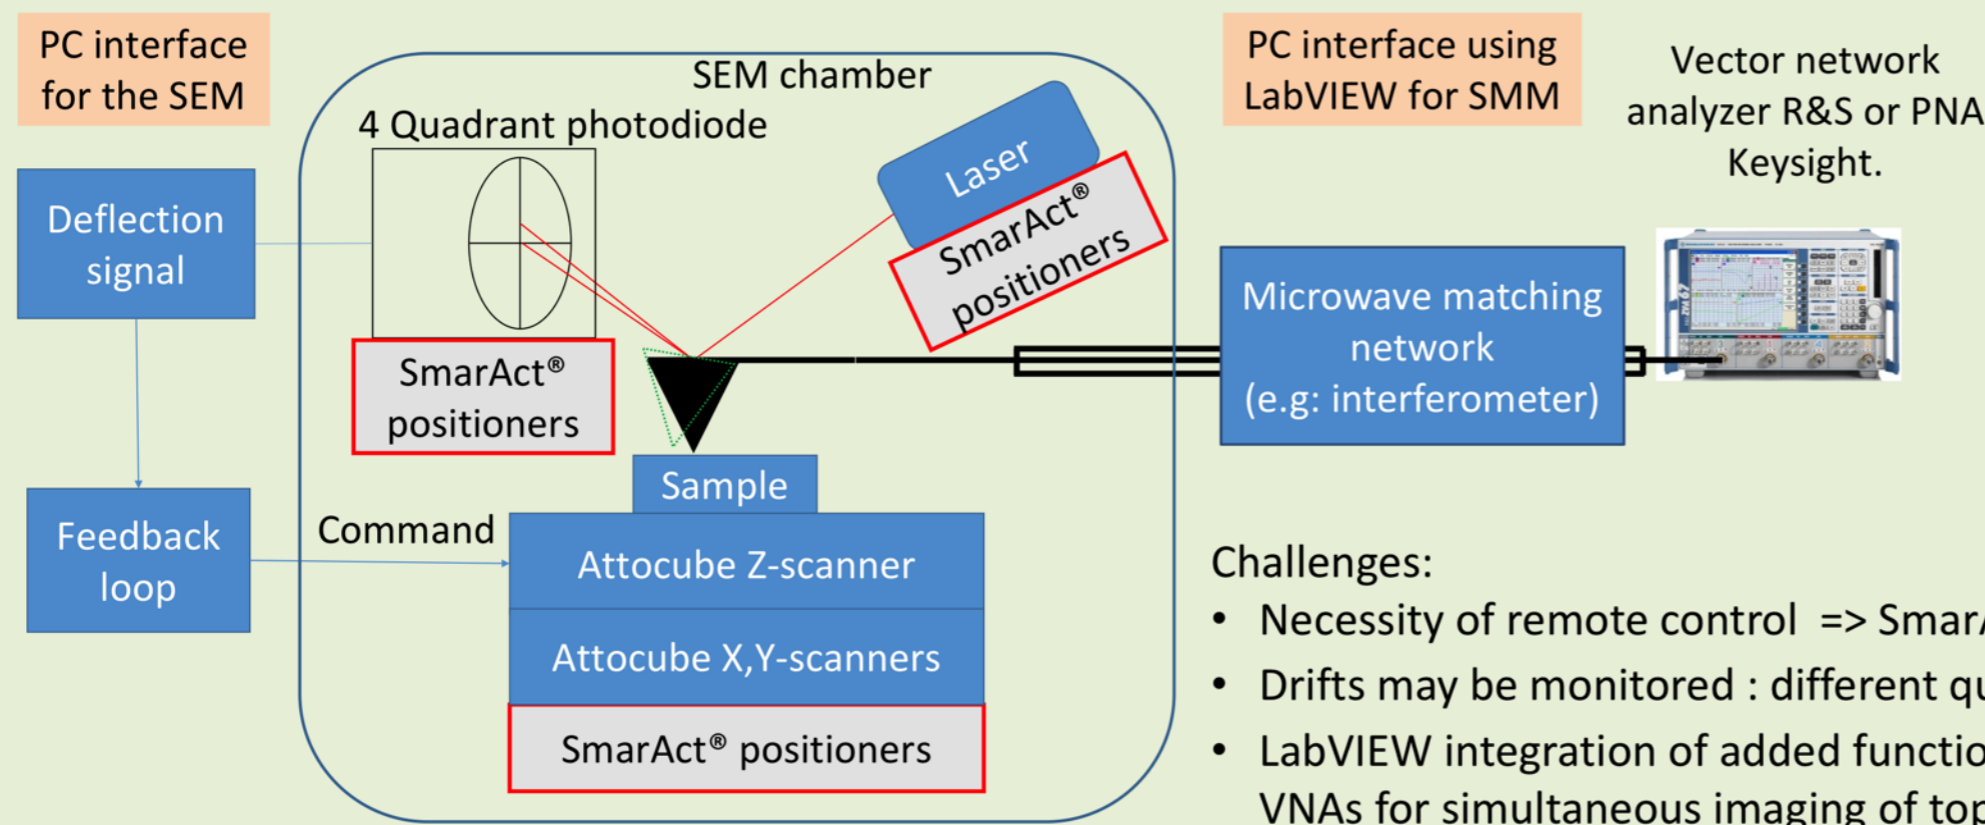 PC interface
for the SEM
SEM chamber
4 Quadrant photodiode
Laser
SmarAct®
positioners
PC interface using
LabVIEW for SMM
Vector network
analyzer R&S or PNA
Keysight.
Deflection
signal
SmarAct®
positioners
Microwave matching
network
(e.g: interferometer)
Sample
Feedback
loop
Command
Attocube Z-scanner
Attocube X,Y-scanners
SmarAct® positioners
Challenges:
• Necessity of remote control => 
• Drifts may be monitored : different
• LabVIEW integration of added
VNAs for simultaneous imaging of